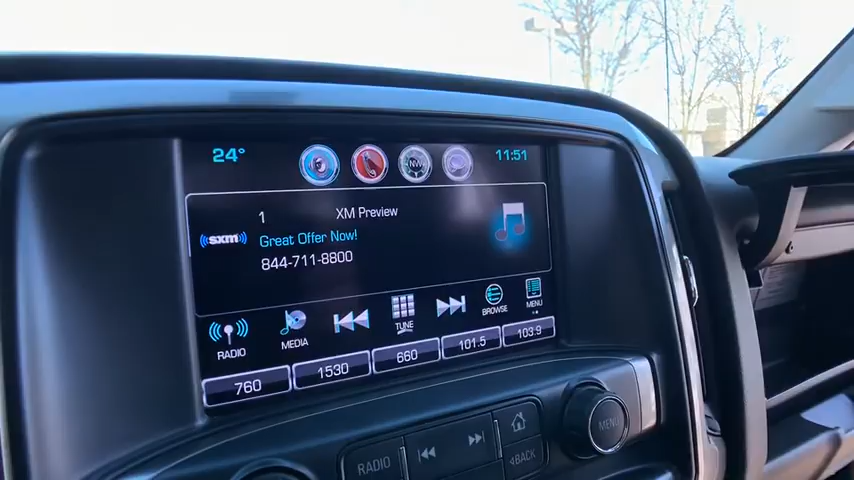 24° NW 11:51
1 XM Preview
sxm Great Offer Now!
844-711-8800
RADIO MEDIA TUNE BROWSE MENU
760 1530 660 101.5 103.9
RADIO MENU
BACK